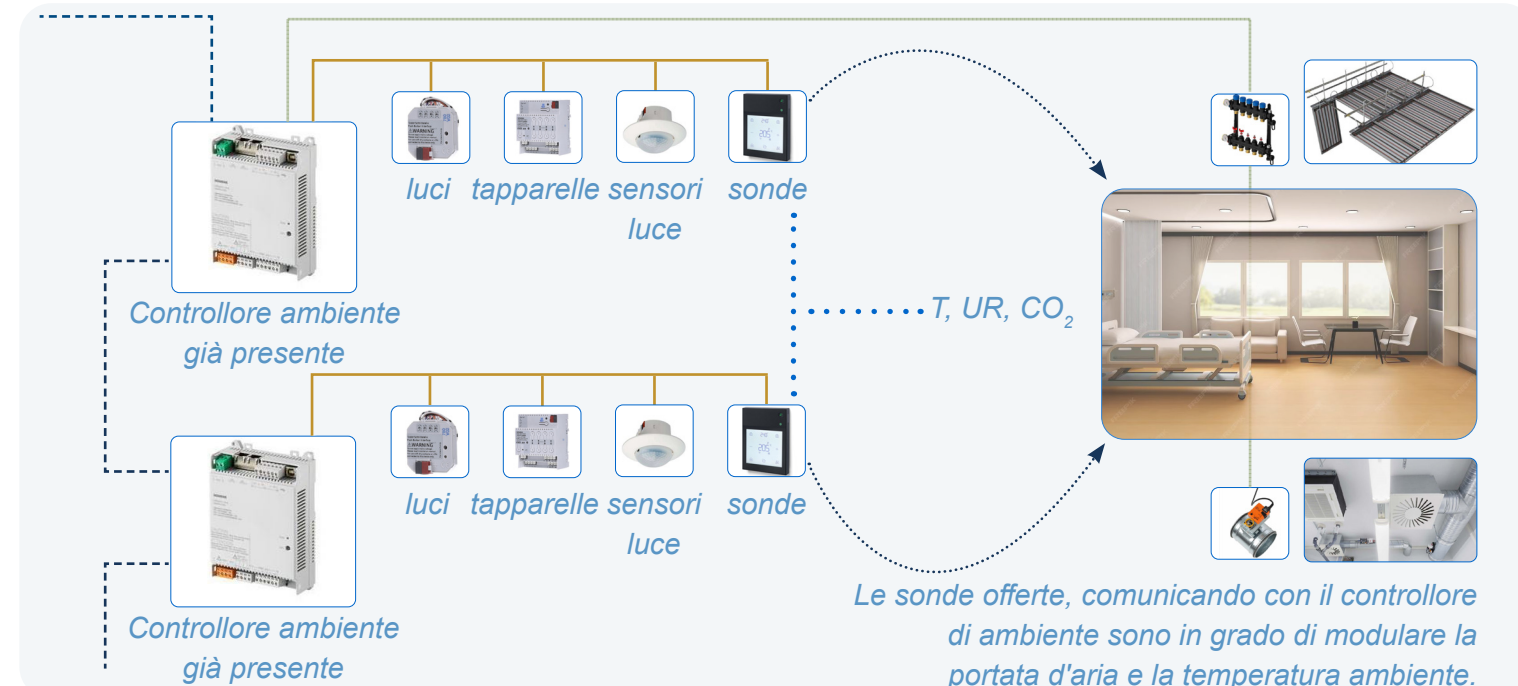 luci tapparelle sensori sonde
luce
Controllore ambiente
già presente
T, UR, CO2
luci tapparelle sensori sonde
luce
Controllore ambiente
già presente
Le sonde offerte, comunicando con il controllore
di ambiente sono in grado di modulare la
portata d'aria e la temperatura ambiente.